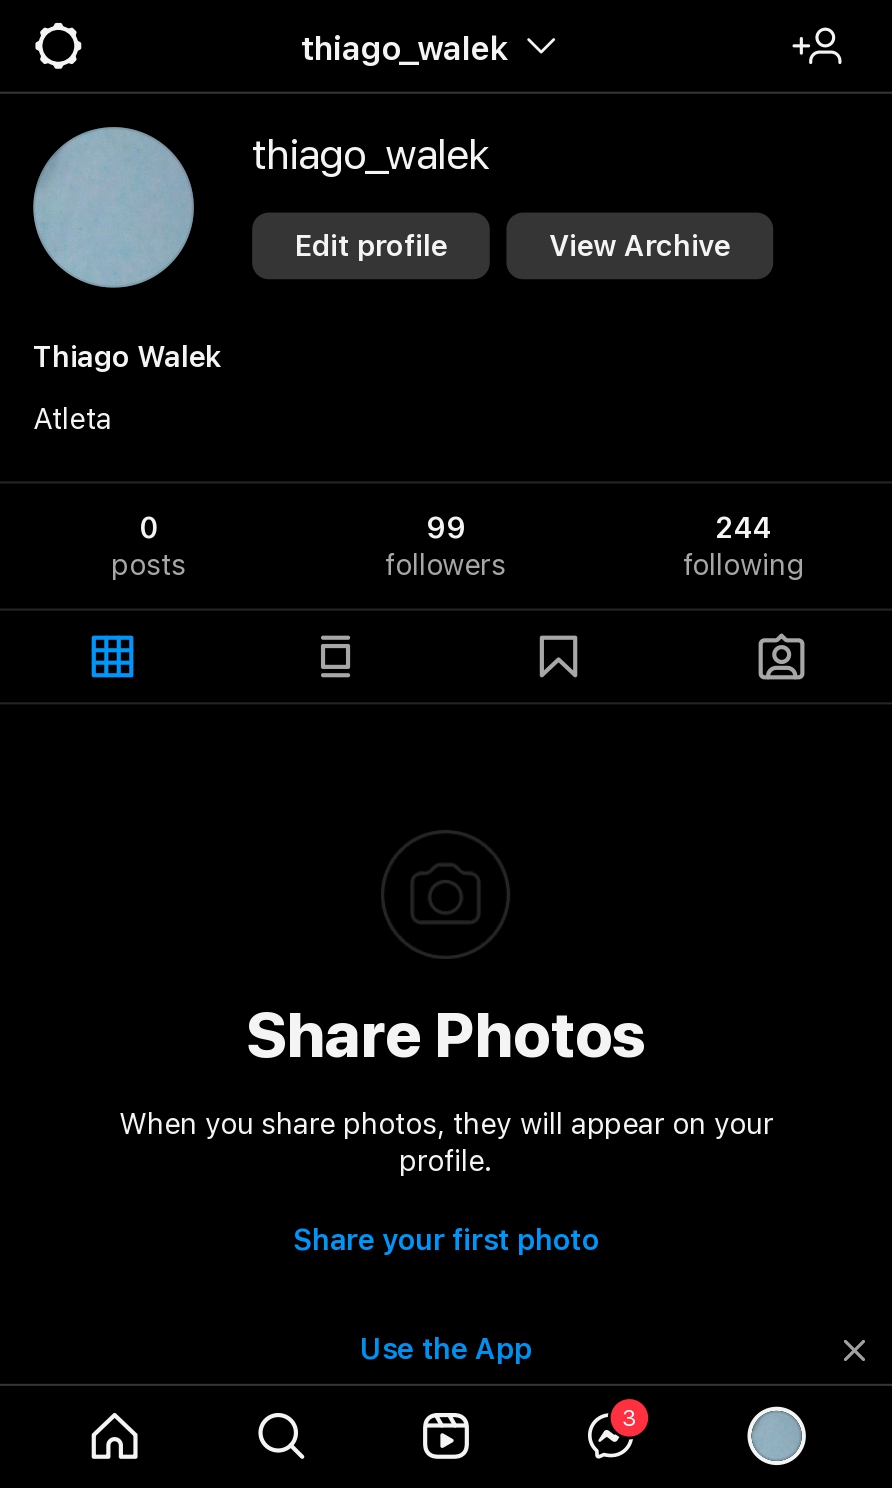 thiago_walek
thiago_walek
Edit profile
View Archive
Thiago Walek
Atleta
0
posts
99
followers
244
following
Share Photos
When you share photos, they will appear on your
profile.
Share your first photo
Use the App
3